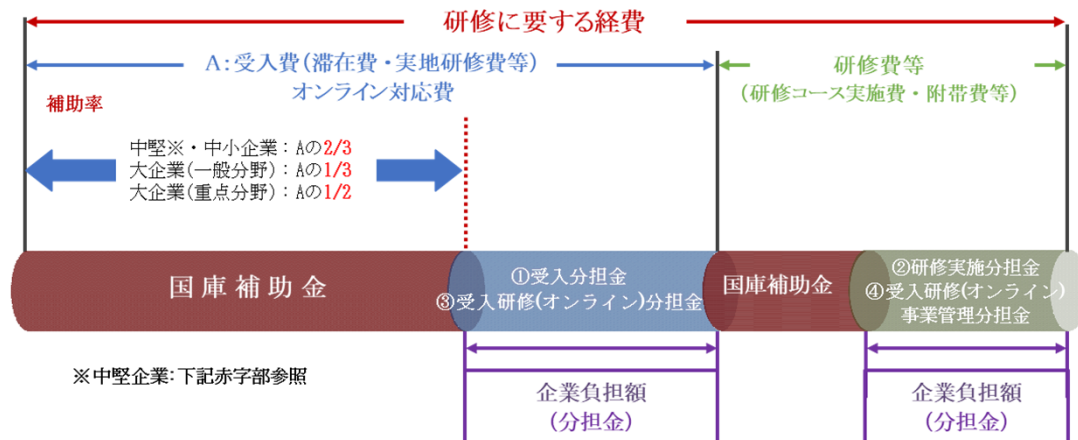 研修に要する経費
A:受入費(滞在費・実地研修費等)
オンライン対応費
研修費等
(研修コース実施費・附帯費等)
補助率
中堅※・中小企業:Aの2/3
大企業(一般分野):Aの1/3
大企業(重点分野):Aの1/2
国庫補助金
①受入分担金
③受入研修(オンライン)分担金
国庫補助金
②研修実施分担金
④受入研修(オンライン)
事業管理分担金
※中堅企業:下記赤字部参照
企業負担額
(分担金)
企業負担額
(分担金)